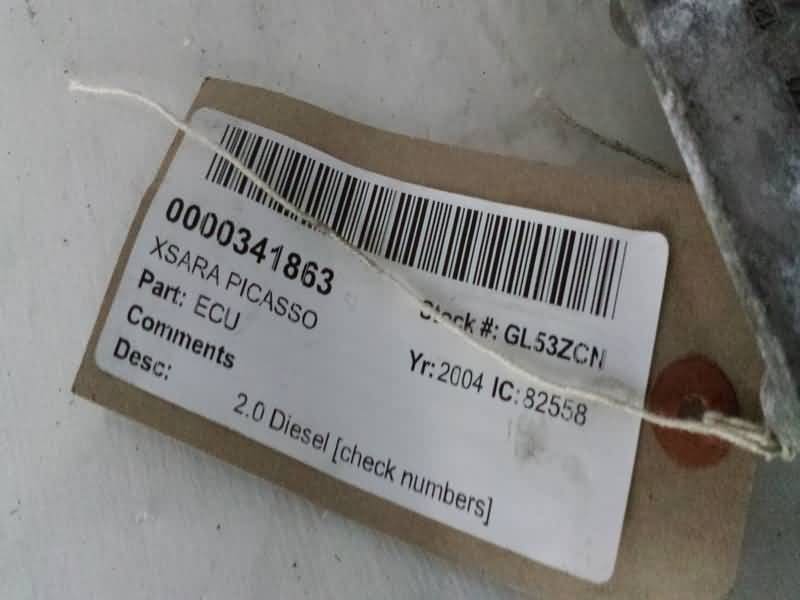 0000341863
XSARA PICASSO
Stock #: GL53ZCN
Part: ECU
Yr: 2004 IC: 82558
Comments
Desc:
2.0 Diesel [check numbers]